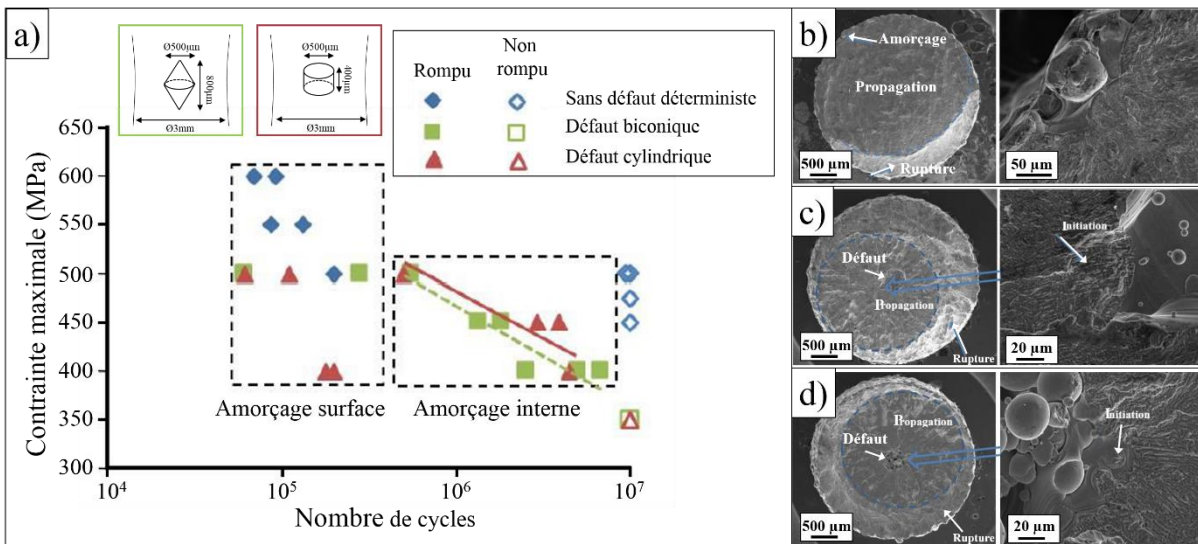 a)
Ø500µm
800µm
Ø3mm
Ø500µm
400µm
Ø3mm
Rompu
Non
rompu
Sans défaut déterministe
Défaut biconique
Défaut cylindrique
Contrainte maximale (MPa)
650
600
550
500
450
400
350
300
Amorçage surface
Amorçage interne
10⁴
10⁵
10⁶
10⁷
Nombre de cycles
b)
Amorçage
Propagation
Rupture
500 µm
50 µm
c)
Défaut
Propagation
Rupture
500 µm
Initiation
20 µm
d)
Propagation
Défaut
Rupture
500 µm
Initiation
20 µm